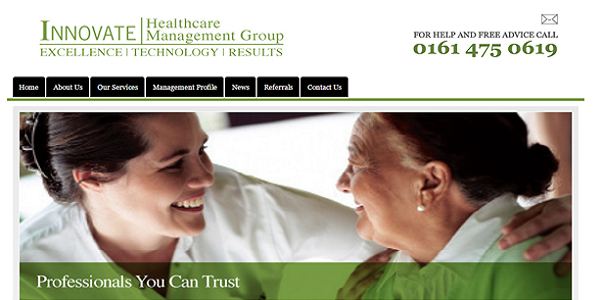 INNOVATE
Healthcare
Management Group
EXCELLENCE | TECHNOLOGY | RESULTS
FOR HELP AND FREE ADVICE CALL
0161 475 0619
Home
About Us
Our Services
Management Profile
News
Referrals
Contact Us
Professionals You Can Trust